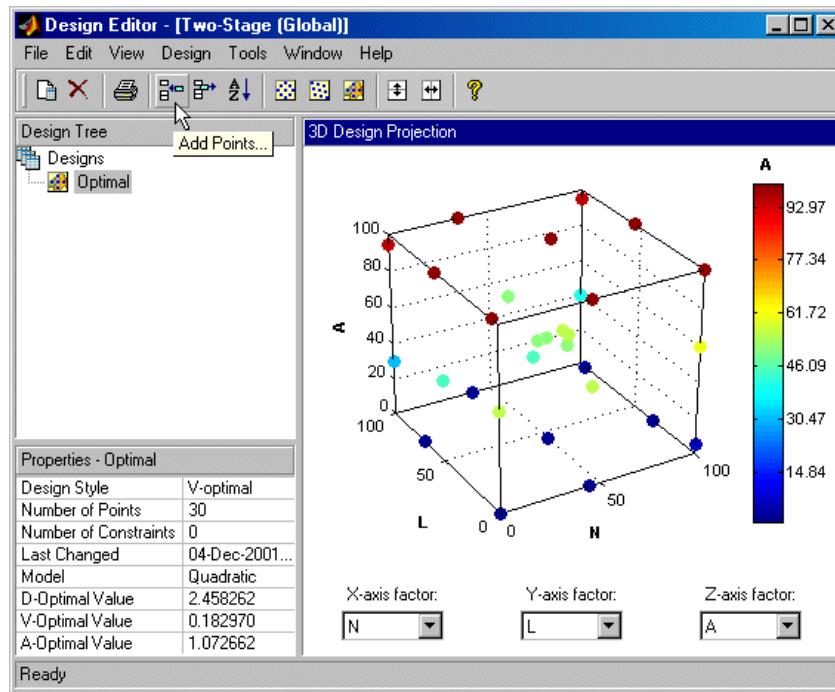 Design Editor - [Two-Stage (Global)]
File Edit View Design Tools Window Help
Add Points...
Design Tree
Designs
Optimal
3D Design Projection
A
92.97
77.34
61.72
46.09
30.47
14.84
100
80
60
40
20
0
A
100
50
0
L
0
50
100
N
Properties - Optimal
Design Style V-optimal
Number of Points 30
Number of Constraints 0
Last Changed 04-Dec-2001...
Model Quadratic
D-Optimal Value 2.458262
V-Optimal Value 0.182970
A-Optimal Value 1.072662
X-axis factor: Y-axis factor: Z-axis factor:
N L A
Ready